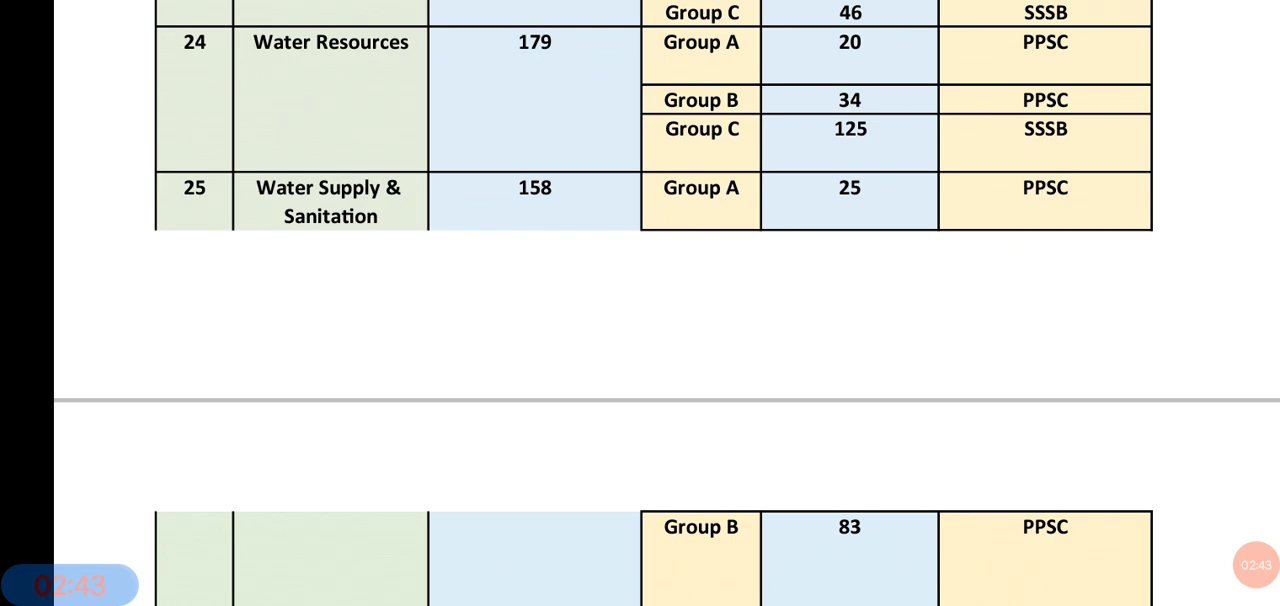 Group C 46 SSSB
24 Water Resources 179 Group A 20 PPSC
Group B 34 PPSC
Group C 125 SSSB
25 Water Supply & 158 Group A 25 PPSC
Sanitation
Group B 83 PPSC
02:43
02:43